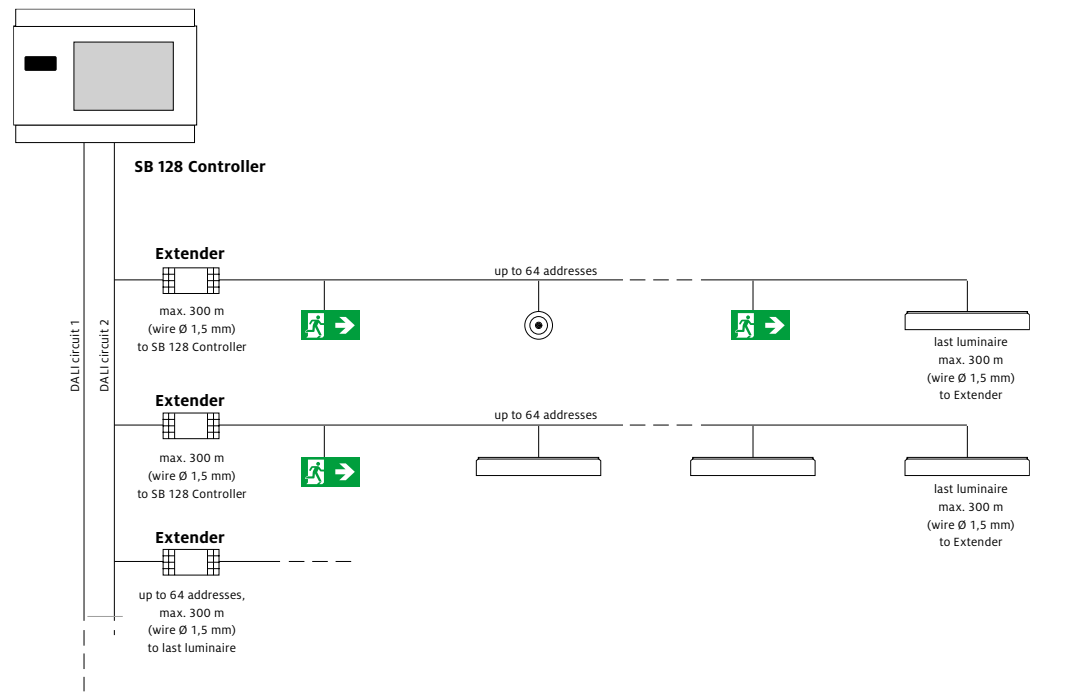 SB 128 Controller
DALI circuit 1
DALI circuit 2
Extender
max. 300 m
(wire Ø 1,5 mm)
to SB 128 Controller
up to 64 addresses
last luminaire
max. 300 m
(wire Ø 1,5 mm)
to Extender
Extender
max. 300 m
(wire Ø 1,5 mm)
to SB 128 Controller
up to 64 addresses
last luminaire
max. 300 m
(wire Ø 1,5 mm)
to Extender
Extender
up to 64 addresses,
max. 300 m
(wire Ø 1,5 mm)
to last luminaire